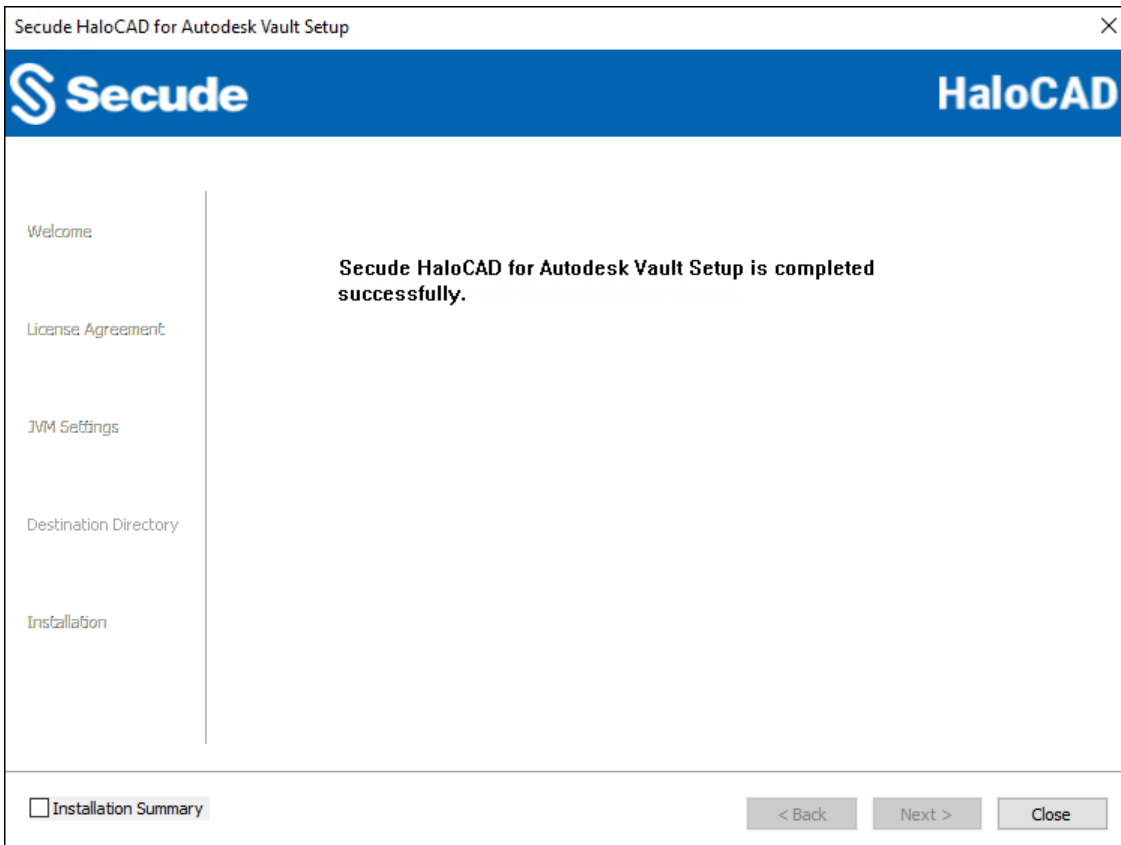 Secude HaloCAD for Autodesk Vault Setup
Secude
HaloCAD
Welcome
License Agreement
JVM Settings
Destination Directory
Installation
Secude HaloCAD for Autodesk Vault Setup is completed
successfully.
Installation Summary
< Back
Next >
Close